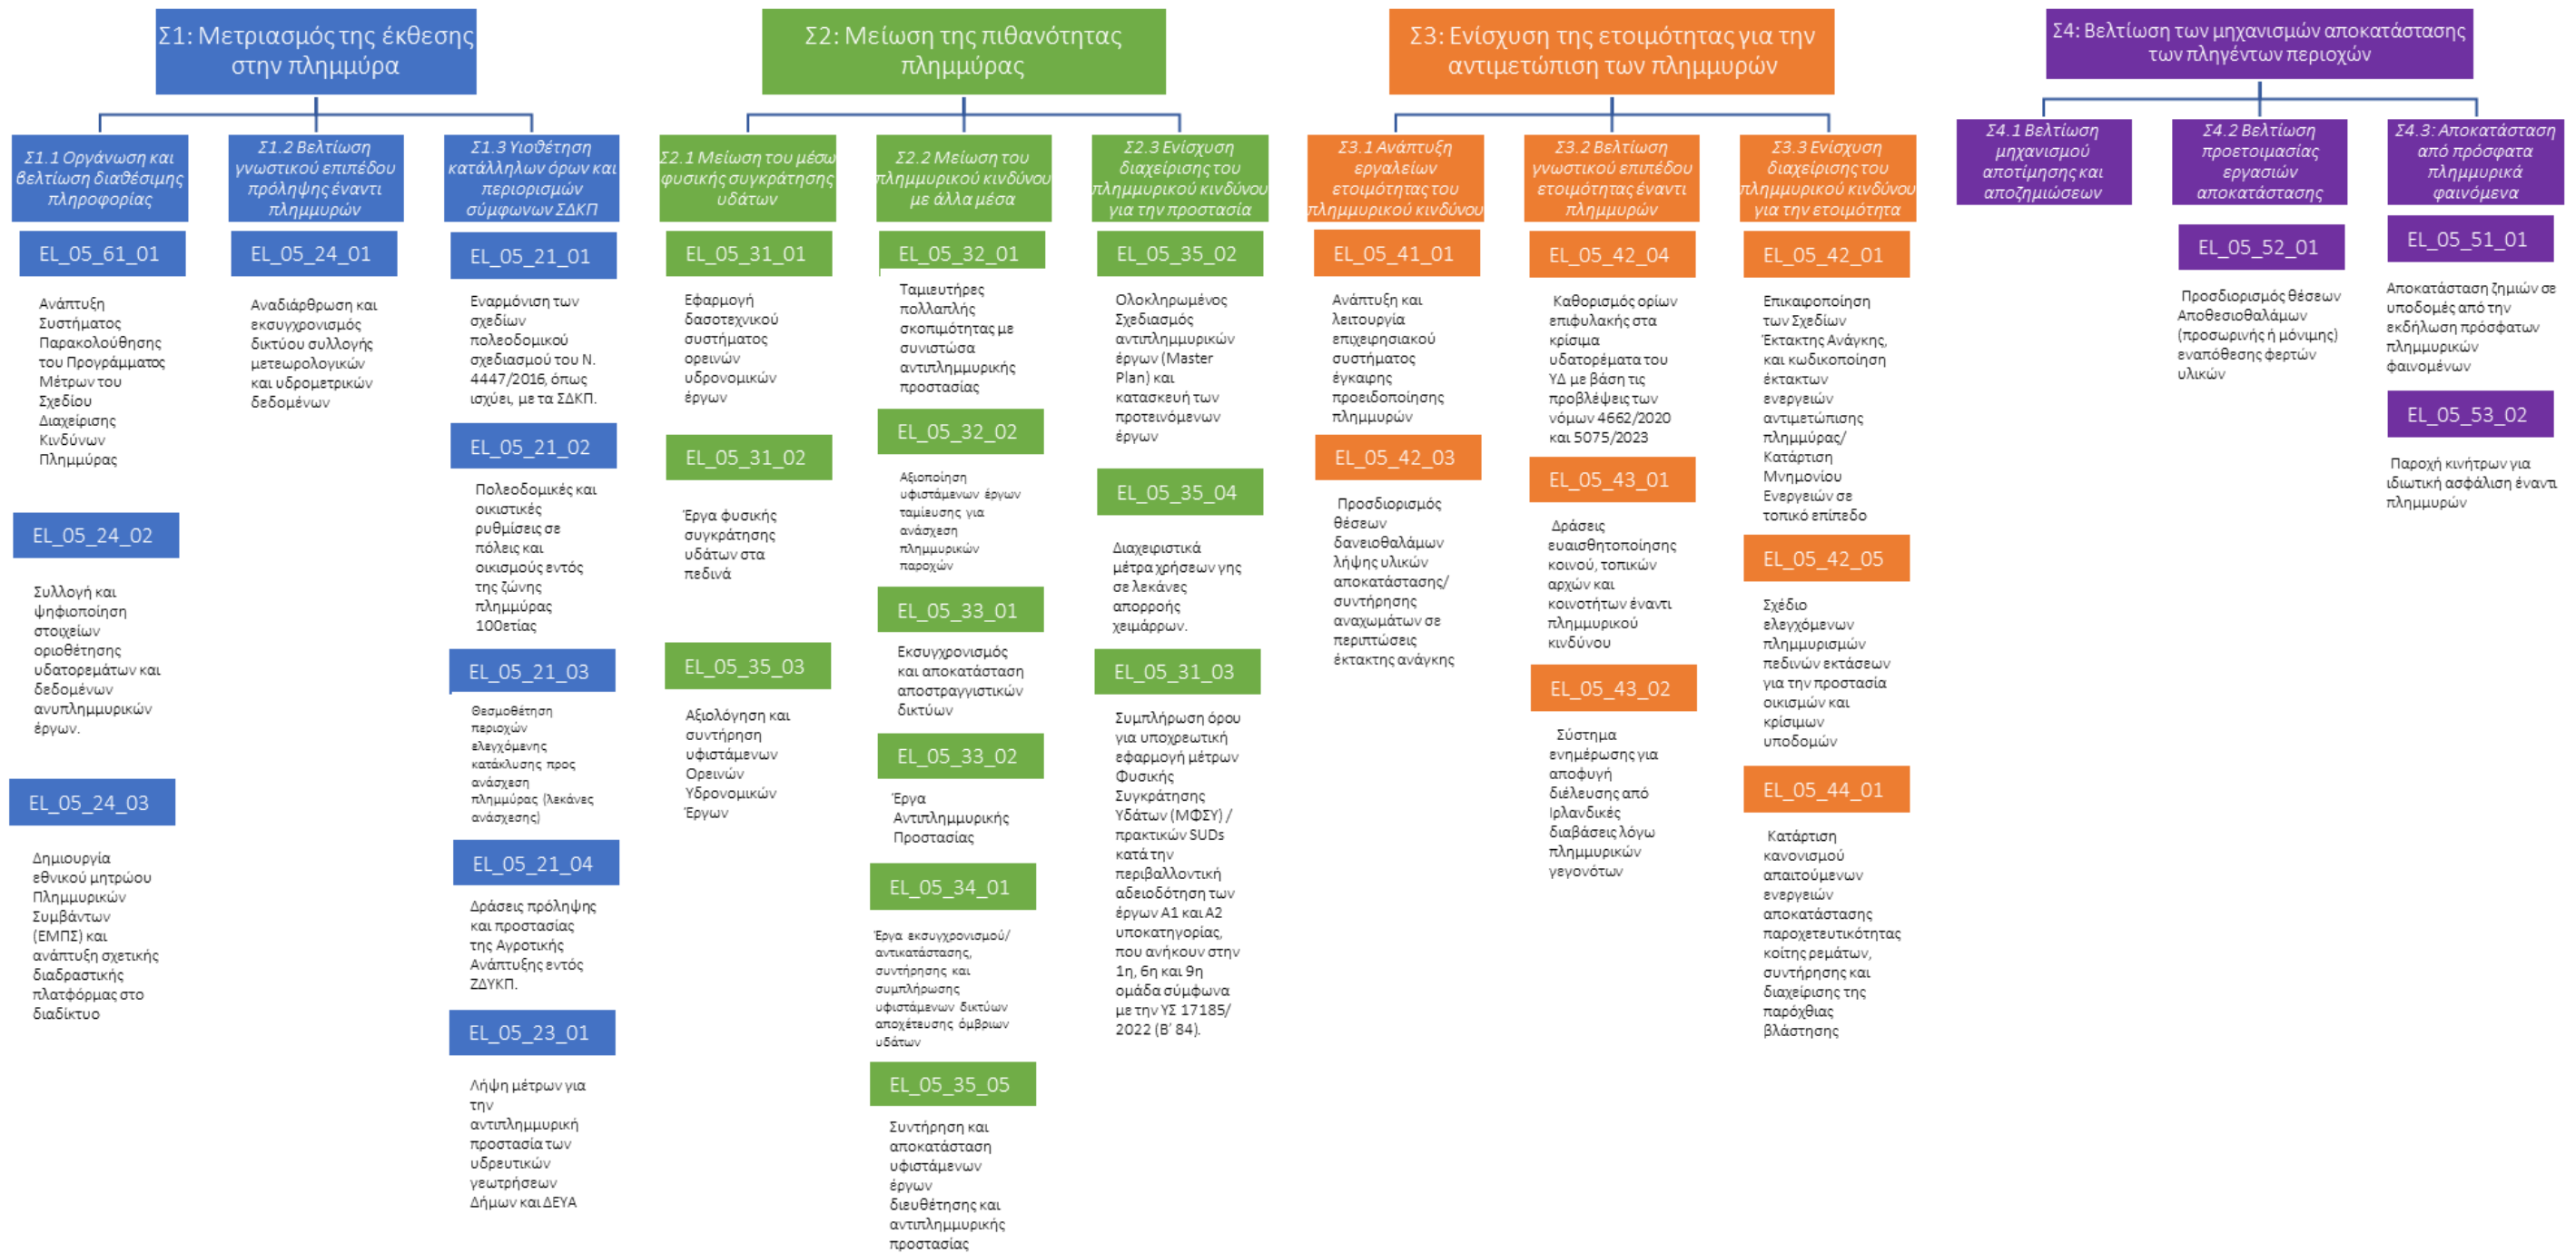 Σ1: Μετριασμός της έκθεσης
στην πλημμύρα
Σ1.1 Οργάνωση και
βελτίωση διαθέσιμης
πληροφορίας
EL_05_61_01
Ανάπτυξη
Συστήματος
Παρακολούθησης
του Προγράμματος
Μέτρων του
Σχεδίου
Διαχείρισης
Κινδύνων
Πλημμύρας
EL_05_24_02
Συλλογή και
ψηφιοποίηση
στοιχείων
οριοθέτησης
υδατορεμάτων και
δεδομένων
ανυπλημμυρικών
έργων.
EL_05_24_03
Δημιουργία
εθνικού μητρώου
Πλημμυρικών
Συμβάντων
(ΕΜΠΣ) και
ανάπτυξη σχετικής
διαδραστικής
πλατφόρμας στο
διαδίκτυο
Σ1.2 Βελτίωση
γνωστικού επιπέδου
πρόληψης έναντι
πλημμυρών
EL_05_24_01
Αναδιάρθρωση και
εκσυγχρονισμός
δικτύου συλλογής
μετεωρολογικών
και υδρομετρικών
δεδομένων
Σ1.3 Υιοθέτηση
κατάλληλων όρων και
περιορισμών
σύμφωνων ΣΔΚΠ
EL_05_21_01
Εναρμόνιση των
σχεδίων
πολεοδομικού
σχεδιασμού του Ν.
4447/2016, όπως
ισχύει, με τα ΣΔΚΠ.
EL_05_21_02
Πολεοδομικές και
οικιστικές
ρυθμίσεις σε
πόλεις και
οικισμούς εντός
της ζώνης
πλημμύρας
100ετίας
EL_05_21_03
Θεσμοθέτηση
περιοχών
ελεγχόμενης
κατάκλυσης προς
ανάσχεση
πλημμύρας (λεκάνες
ανάσχεσης)
EL_05_21_04
Δράσεις πρόληψης
και προστασίας
της Αγροτικής
Ανάπτυξης εντός
ΖΔΥΚΠ.
EL_05_23_01
Λήψη μέτρων για
την
αντιπλημμυρική
προστασία των
υδρευτικών
γεωτρήσεων
Δήμων και ΔΕΥΑ
Σ2: Μείωση της πιθανότητας
πλημμύρας
Σ2.1 Μείωση του μέσω
φυσικής συγκράτησης
υδάτων
EL_05_31_01
Εφαρμογή
δασοτεχνικού
συστήματος
ορεινών
υδρονομικών
έργων
EL_05_31_02
Έργα φυσικής
συγκράτησης
υδάτων στα
πεδινά
EL_05_35_03
Αξιολόγηση και
συντήρηση
υφιστάμενων
Ορεινών
Υδρονομικών
Έργων
Σ2.2 Μείωση του
πλημμυρικού κινδύνου
με άλλα μέσα
EL_05_32_01
Ταμιευτήρες
πολλαπλής
σκοπιμότητας με
συνιστώσα
αντιπλημμυρικής
προστασίας
EL_05_32_02
Αξιοποίηση
υφιστάμενων έργων
ταμίευσης για
ανάσχεση
πλημμυρικών
παροχών
EL_05_33_01
Εκσυγχρονισμός
και αποκατάσταση
αποστραγγιστικών
δικτύων
EL_05_33_02
Έργα
Αντιπλημμυρικής
Προστασίας
EL_05_34_01
Έργα εκσυγχρονισμού/
αντικατάστασης,
συντήρησης και
συμπλήρωσης
υφιστάμενων δικτύων
αποχέτευσης όμβριων
υδάτων
EL_05_35_05
Συντήρηση και
αποκατάσταση
υφιστάμενων
έργων
διευθέτησης και
αντιπλημμυρικής
προστασίας
Σ2.3 Ενίσχυση
διαχείρισης του
πλημμυρικού κινδύνου
για την προστασία
EL_05_35_02
Ολοκληρωμένος
Σχεδιασμός
αντιπλημμυρικών
έργων (Master
Plan) και
κατασκευή των
προτεινόμενων
έργων
EL_05_35_04
Διαχειριστικά
μέτρα χρήσεων γης
σε λεκάνες
απορροής
χειμάρρων.
EL_05_31_03
Συμπλήρωση όρου
για υποχρεωτική
εφαρμογή μέτρων
Φυσικής
Συγκράτησης
Υδάτων (ΜΦΣΥ) /
πρακτικών SUDs
κατά την
περιβαλλοντική
αδειοδότηση των
έργων Α1 και Α2
υποκατηγορίας,
που ανήκουν στην
1η, 6η και 9η
ομάδα σύμφωνα
με την ΥΣ 17185/
2022 (Β’ 84).
Σ3: Ενίσχυση της ετοιμότητας για την
αντιμετώπιση των πλημμυρών
Σ3.1 Ανάπτυξη
εργαλείων
ετοιμότητας του
πλημμυρικού κινδύνου
EL_05_41_01
Ανάπτυξη και
λειτουργία
επιχειρησιακού
συστήματος
έγκαιρης
προειδοποίησης
πλημμυρών
EL_05_42_03
Προσδιορισμός
θέσεων
δανειοθαλάμων
λήψης υλικών
αποκατάστασης/
συντήρησης
αναχωμάτων σε
περιπτώσεις
έκτακτης ανάγκης
Σ3.2 Βελτίωση
γνωστικού επιπέδου
ετοιμότητας έναντι
πλημμυρών
EL_05_42_04
Καθορισμός ορίων
επιφυλακής στα
κρίσιμα
υδατορέματα του
ΥΔ με βάση τις
προβλέψεις των
νόμων 4662/2020
και 5075/2023
EL_05_43_01
Δράσεις
ευαισθητοποίησης
κοινού, τοπικών
αρχών και
κοινοτήτων έναντι
πλημμυρικού
κινδύνου
EL_05_43_02
Σύστημα
ενημέρωσης για
αποφυγή
διέλευσης από
Ιρλανδικές
διαβάσεις λόγω
πλημμυρικών
γεγονότων
Σ3.3 Ενίσχυση
διαχείρισης του
πλημμυρικού κινδύνου
για την ετοιμότητα
EL_05_42_01
Επικαιροποίηση
των Σχεδίων
Έκτακτης Ανάγκης,
και κωδικοποίηση
έκτακτων
ενεργειών
αντιμετώπισης
πλημμύρας/
Κατάρτιση
Μνημονίου
Ενεργειών σε
τοπικό επίπεδο
EL_05_42_05
Σχέδιο
ελεγχόμενων
πλημμυρισμών
πεδινών εκτάσεων
για την προστασία
οικισμών και
κρίσιμων
υποδομών
EL_05_44_01
Κατάρτιση
κανονισμού
απαιτούμενων
ενεργειών
αποκατάστασης
παροχετευτικότητας
κοίτης ρεμάτων,
συντήρησης και
διαχείρισης της
παρόχθιας
βλάστησης
Σ4: Βελτίωση των μηχανισμών αποκατάστασης
των πληγέντων περιοχών
Σ4.1 Βελτίωση
μηχανισμού
αποτίμησης και
αποζημιώσεων
Σ4.2 Βελτίωση
προετοιμασίας
εργασιών
αποκατάστασης
EL_05_52_01
Προσδιορισμός θέσεων
Αποθεσιοθαλάμων
(προσωρινής ή μόνιμης)
εναπόθεσης φερτών
υλικών
Σ4.3: Αποκατάσταση
από πρόσφατα
πλημμυρικά
φαινόμενα
EL_05_51_01
Αποκατάσταση ζημιών σε
υποδομές από την
εκδήλωση πρόσφατων
πλημμυρικών
φαινομένων
EL_05_53_02
Παροχή κινήτρων για
ιδιωτική ασφάλιση έναντι
πλημμυρών